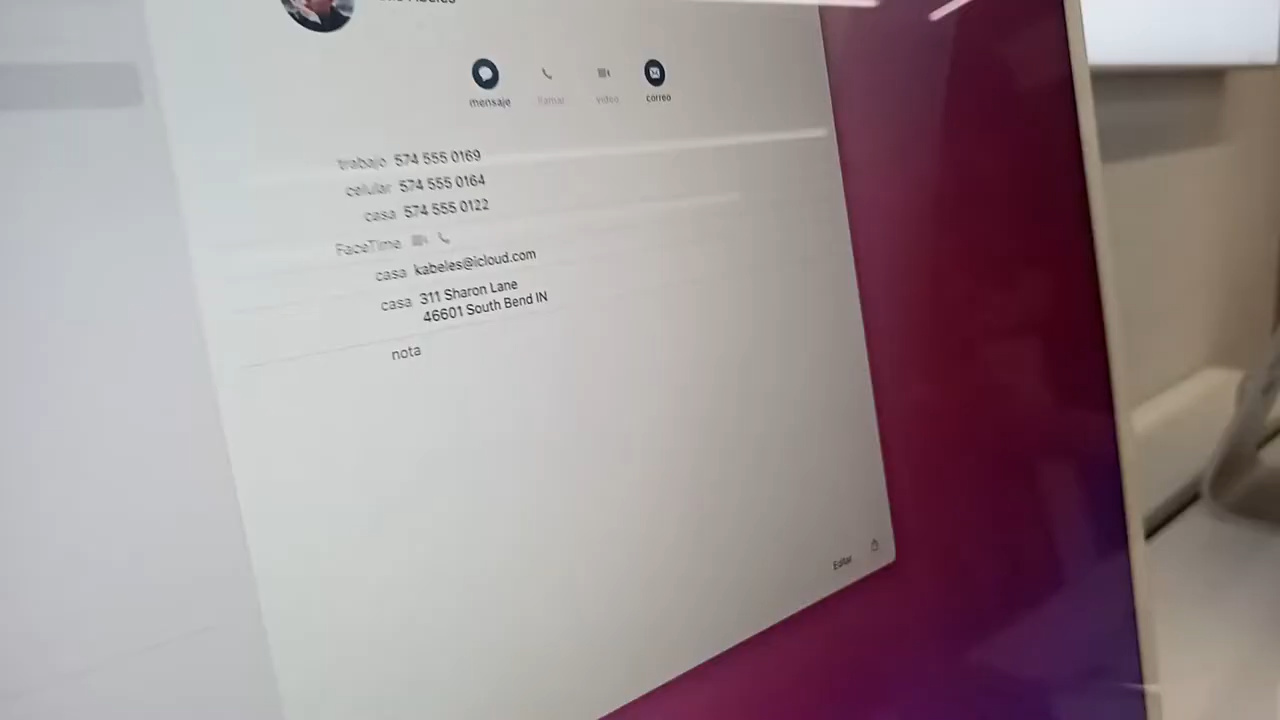 Abeles
mensaje llamar video correo
trabajo 574 555 0169
celular 574 555 0164
casa 574 555 0122
FaceTime
casa kabeles@icloud.com
casa 311 Sharon Lane
46601 South Bend IN
nota
Editar